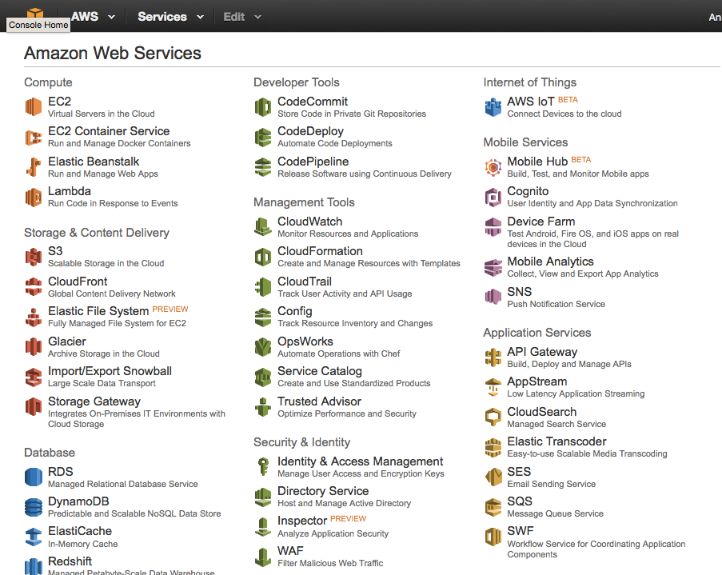 AWS Services Edit An
Console Home
Amazon Web Services
Compute
EC2
Virtual Servers in the Cloud
EC2 Container Service
Run and Manage Docker Containers
Elastic Beanstalk
Run and Manage Web Apps
Lambda
Run Code in Response to Events
Storage & Content Delivery
S3
Scalable Storage in the Cloud
CloudFront
Global Content Delivery Network
Elastic File System PREVIEW
Fully Managed File System for EC2
Glacier
Archive Storage in the Cloud
Import/Export Snowball
Large Scale Data Transport
Storage Gateway
Integrates On-Premises IT Environments with
Cloud Storage
Database
RDS
Managed Relational Database Service
DynamoDB
Predictable and Scalable NoSQL Data Store
ElastiCache
In-Memory Cache
Redshift
Managed Petabyte-Scale Data Warehouse
Developer Tools
CodeCommit
Store Code in Private Git Repositories
CodeDeploy
Automate Code Deployments
CodePipeline
Release Software using Continuous Delivery
Management Tools
CloudWatch
Monitor Resources and Applications
CloudFormation
Create and Manage Resources with Templates
CloudTrail
Track User Activity and API Usage
Config
Track Resource Inventory and Changes
OpsWorks
Automate Operations with Chef
Service Catalog
Create and Use Standardized Products
Trusted Advisor
Optimize Performance and Security
Security & Identity
Identity & Access Management
Manage User Access and Encryption Keys
Directory Service
Host and Manage Active Directory
Inspector PREVIEW
Analyze Application Security
WAF
Filter Malicious Web Traffic
Internet of Things
AWS IoT BETA
Connect Devices to the cloud
Mobile Services
Mobile Hub BETA
Build, Test, and Monitor Mobile apps
Cognito
User Identity and App Data Synchronization
Device Farm
Test Android, Fire OS, and iOS apps on real
devices in the Cloud
Mobile Analytics
Collect, View and Export App Analytics
SNS
Push Notification Service
Application Services
API Gateway
Build, Deploy and Manage APIs
AppStream
Low Latency Application Streaming
CloudSearch
Managed Search Service
Elastic Transcoder
Easy-to-use Scalable Media Transcoding
SES
Email Sending Service
SQS
Message Queue Service
SWF
Workflow Service for Coordinating Application
Components